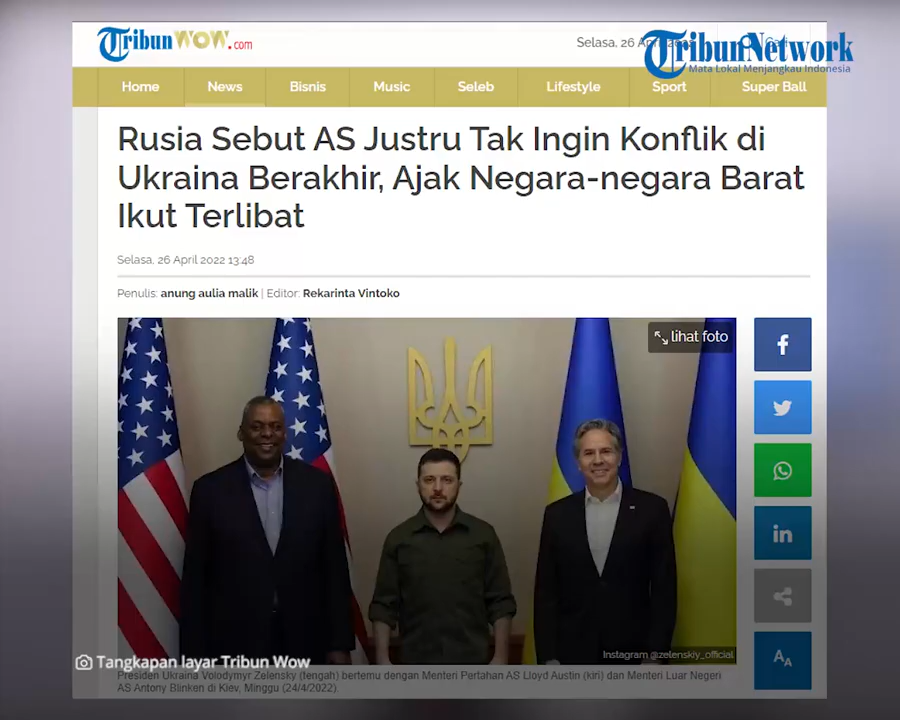 TribunWOW.com
Selasa, 26 April
TribunNetwork
Mata Lokal Menjangkau Indonesia
Home News Bisnis Music Seleb Lifestyle Sport Super Ball
Rusia Sebut AS Justru Tak Ingin Konflik di
Ukraina Berakhir, Ajak Negara-negara Barat
Ikut Terlibat
Selasa, 26 April 2022 13:48
Penulis: anung aulia malik | Editor: Rekarinta Vintoko
lihat foto
f
in
Instagram @zelenskiy_official
AA
Tangkapan layar Tribun Wow
Presiden Ukraina Volodymyr Zelensky (tengah) bertemu dengan Menteri Pertahan AS Lloyd Austin (kiri) dan Menteri Luar Negeri
AS Antony Blinken di Kiev, Minggu (24/4/2022).